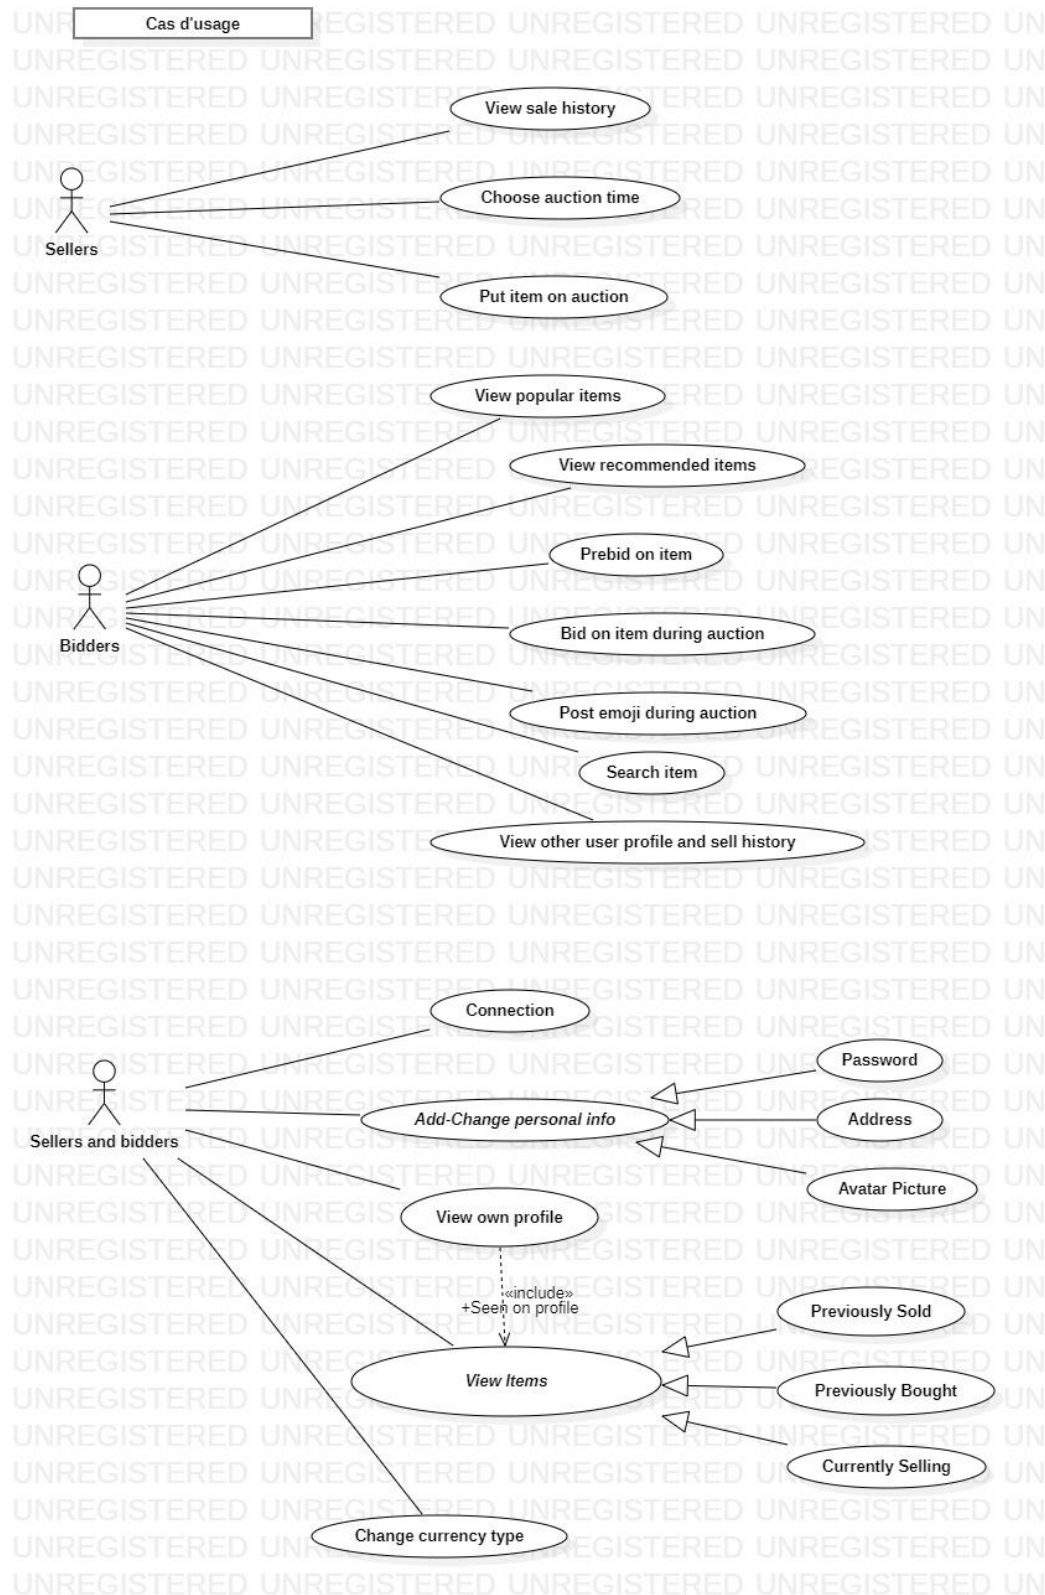 Cas d'usage
View sale history
Choose auction time
Sellers
Put item on auction
View popular items
View recommended items
Prebid on item
Bid on item during auction
Bidders
Post emoji during auction
Search item
View other user profile and sell history
Connection
Password
Add-Change personal info
Address
Sellers and bidders
Avatar Picture
View own profile
«include»
+Seen on profile
Previously Sold
View Items
Previously Bought
Currently Selling
Change currency type
UNREGISTERED